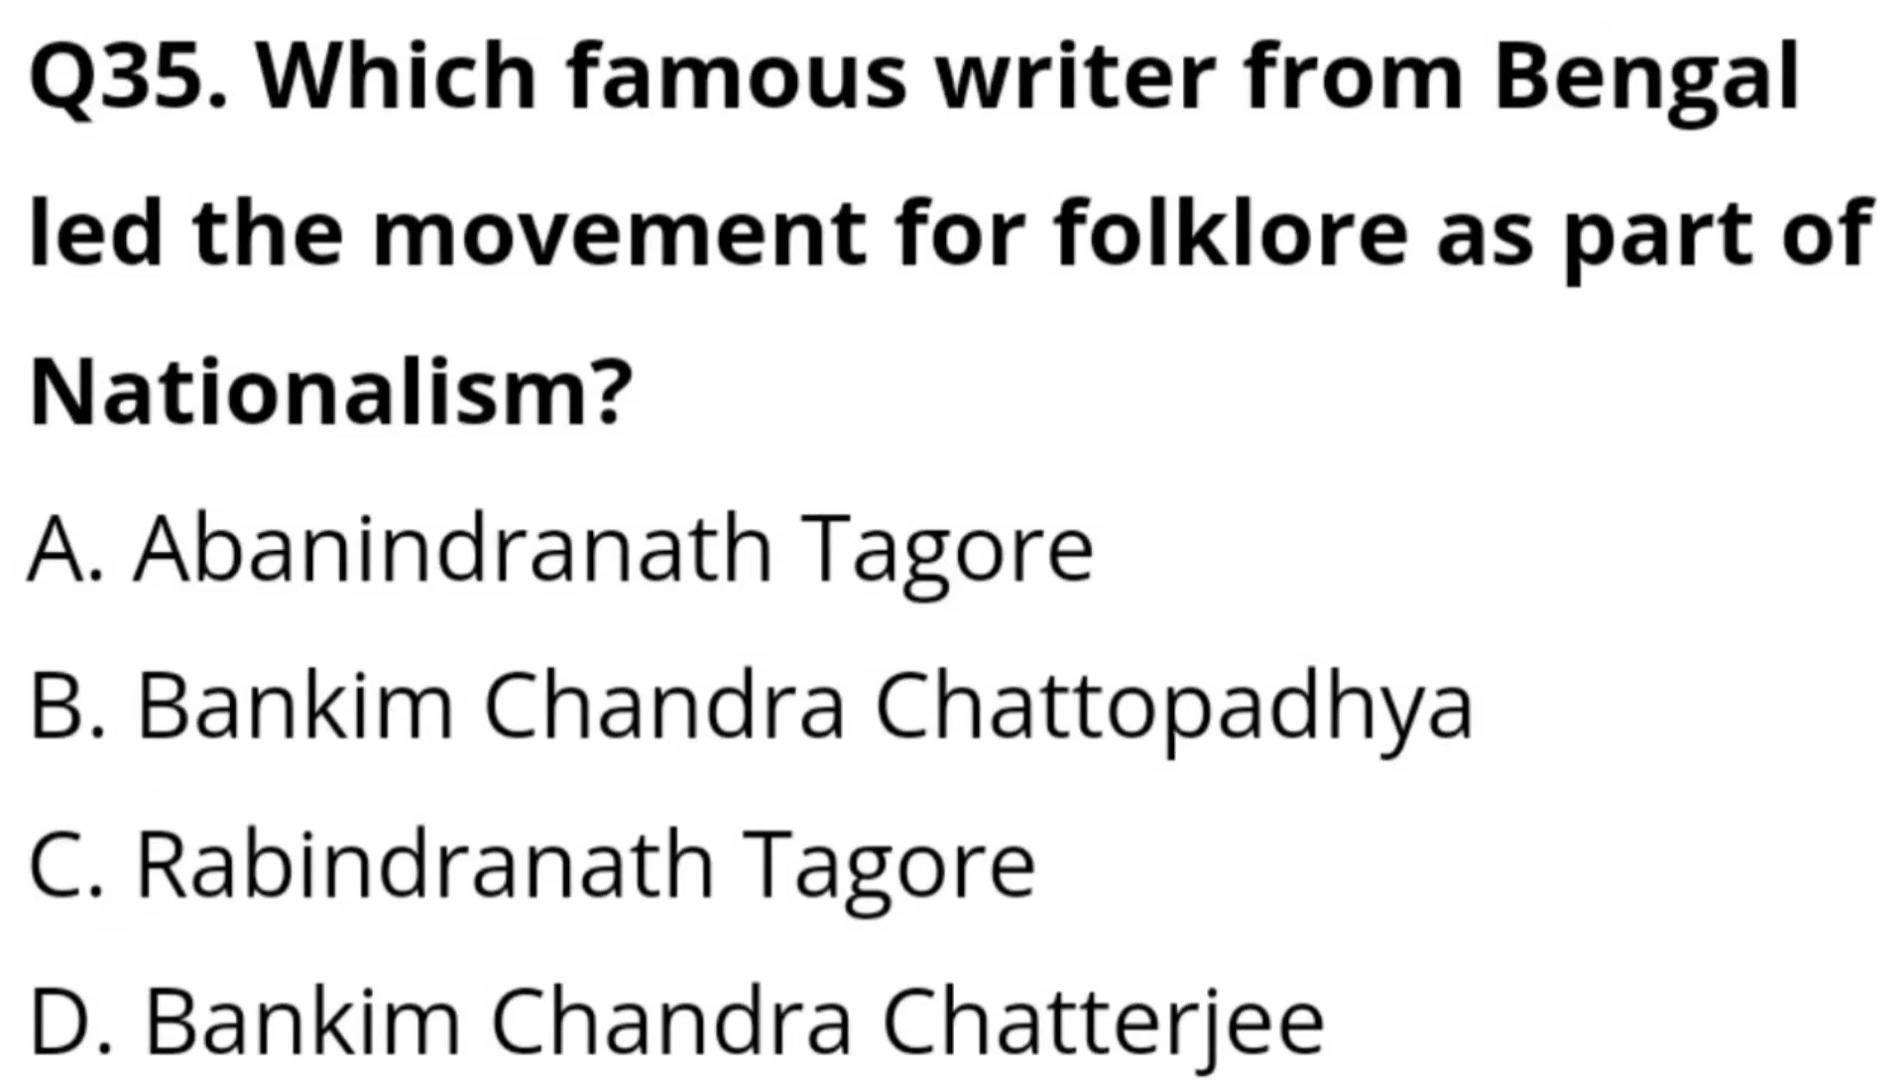 Q35. Which famous writer from Bengal
led the movement for folklore as part of
Nationalism?
A. Abanindranath Tagore
B. Bankim Chandra Chattopadhya
C. Rabindranath Tagore
D. Bankim Chandra Chatterjee